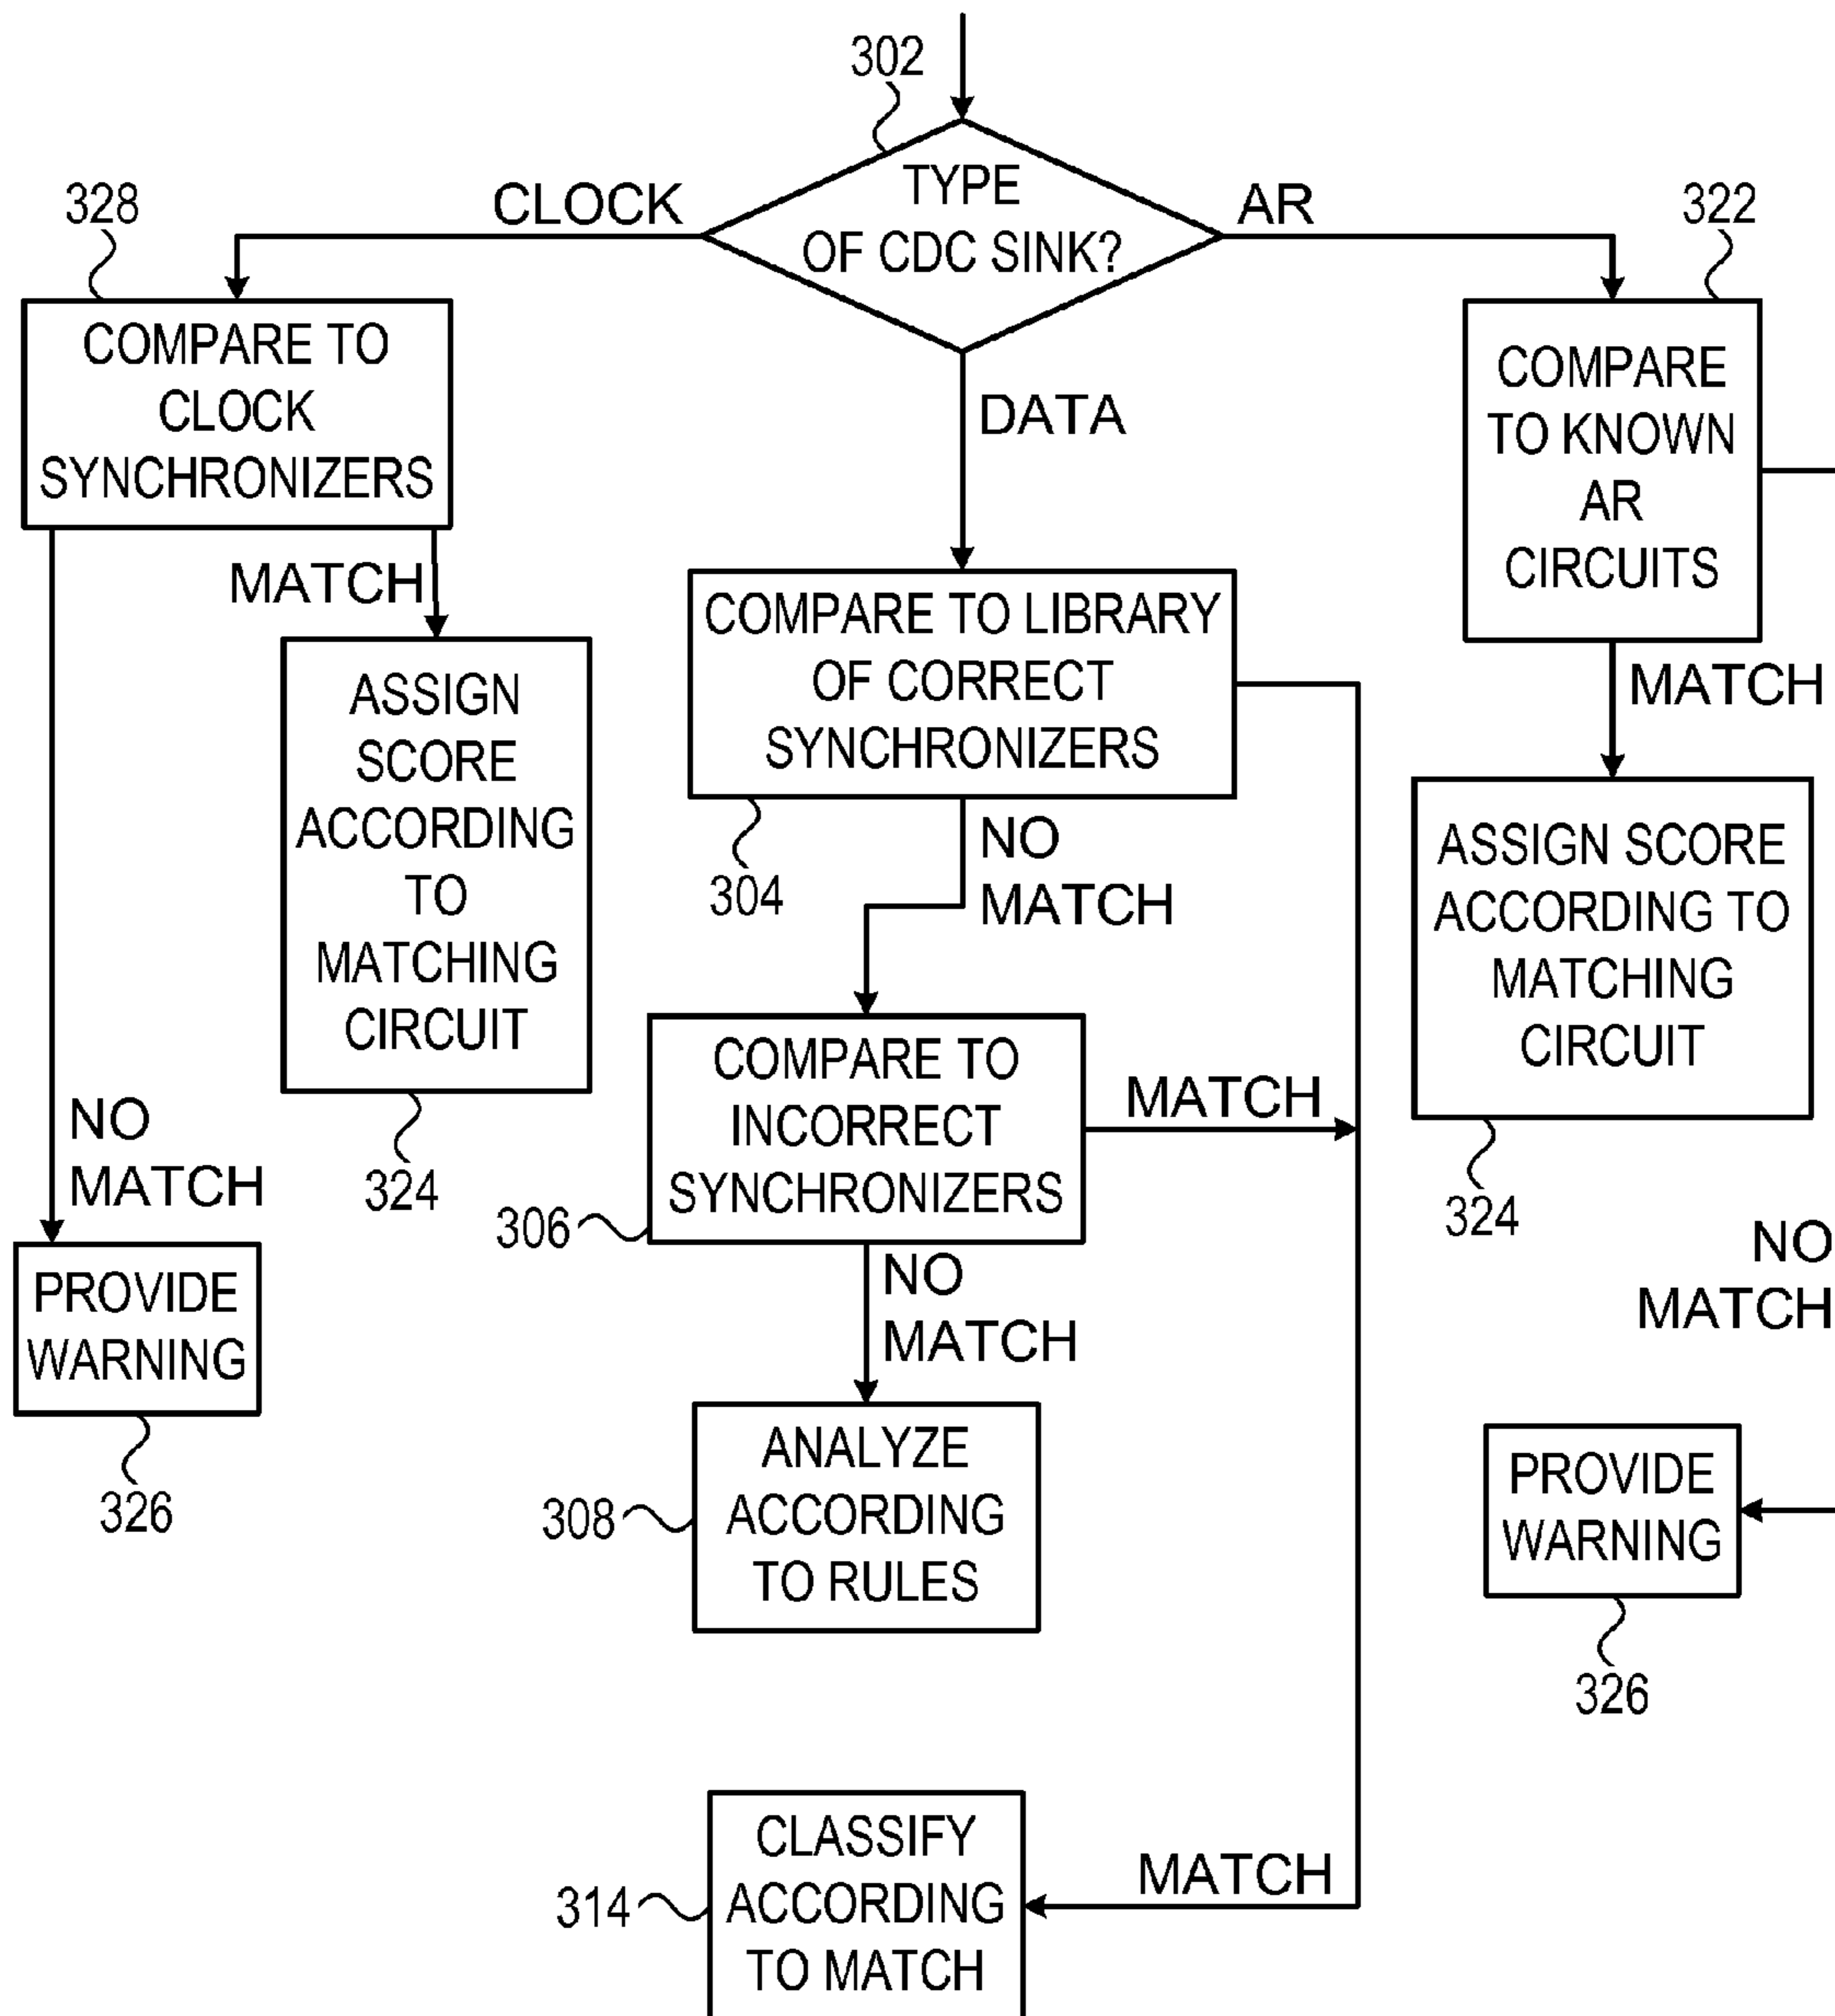 302
TYPE
OF CDC SINK?
CLOCK
AR
DATA
328
COMPARE TO
CLOCK
SYNCHRONIZERS
MATCH
ASSIGN
SCORE
ACCORDING
TO
MATCHING
CIRCUIT
324
NO
MATCH
PROVIDE
WARNING
326
COMPARE TO LIBRARY
OF CORRECT
SYNCHRONIZERS
304
NO
MATCH
COMPARE TO
INCORRECT
SYNCHRONIZERS
306
MATCH
NO
MATCH
ANALYZE
ACCORDING
TO RULES
308
CLASSIFY
ACCORDING
TO MATCH
314
MATCH
322
COMPARE
TO KNOWN
AR
CIRCUITS
MATCH
ASSIGN SCORE
ACCORDING TO
MATCHING
CIRCUIT
324
NO
MATCH
PROVIDE
WARNING
326